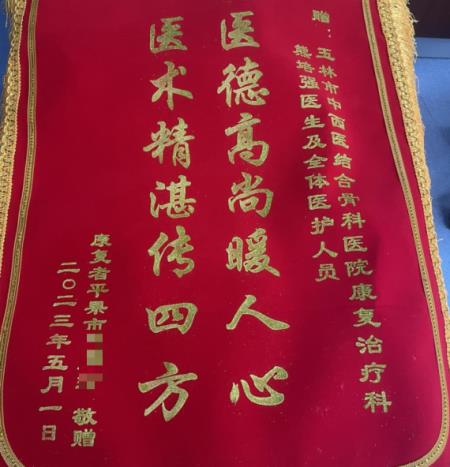 赠：玉林市中西医结合骨科医院康复治疗科
培强医生及全体医护人员
医德高尚暖人心
医术精湛传四方
康复者平果市 敬赠
二〇二三年五月一日